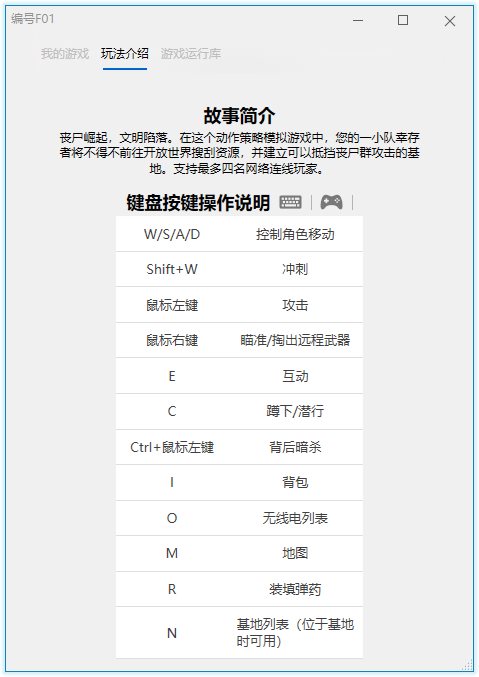 编号F01
我的游戏 玩法介绍 游戏运行库
故事简介
丧尸崛起，文明陷落。在这个动作策略模拟游戏中，您的一小队幸存
者将不得不前往开放世界搜刮资源，并建立可以抵挡丧尸群攻击的基
地。支持最多四名网络连线玩家。
键盘按键操作说明
W/S/A/D 控制角色移动
Shift+W 冲刺
鼠标左键 攻击
鼠标右键 瞄准/掏出远程武器
E 互动
C 蹲下/潜行
Ctrl+鼠标左键 背后暗杀
I 背包
O 无线电列表
M 地图
R 装填弹药
N 基地列表（位于基地
时可用）